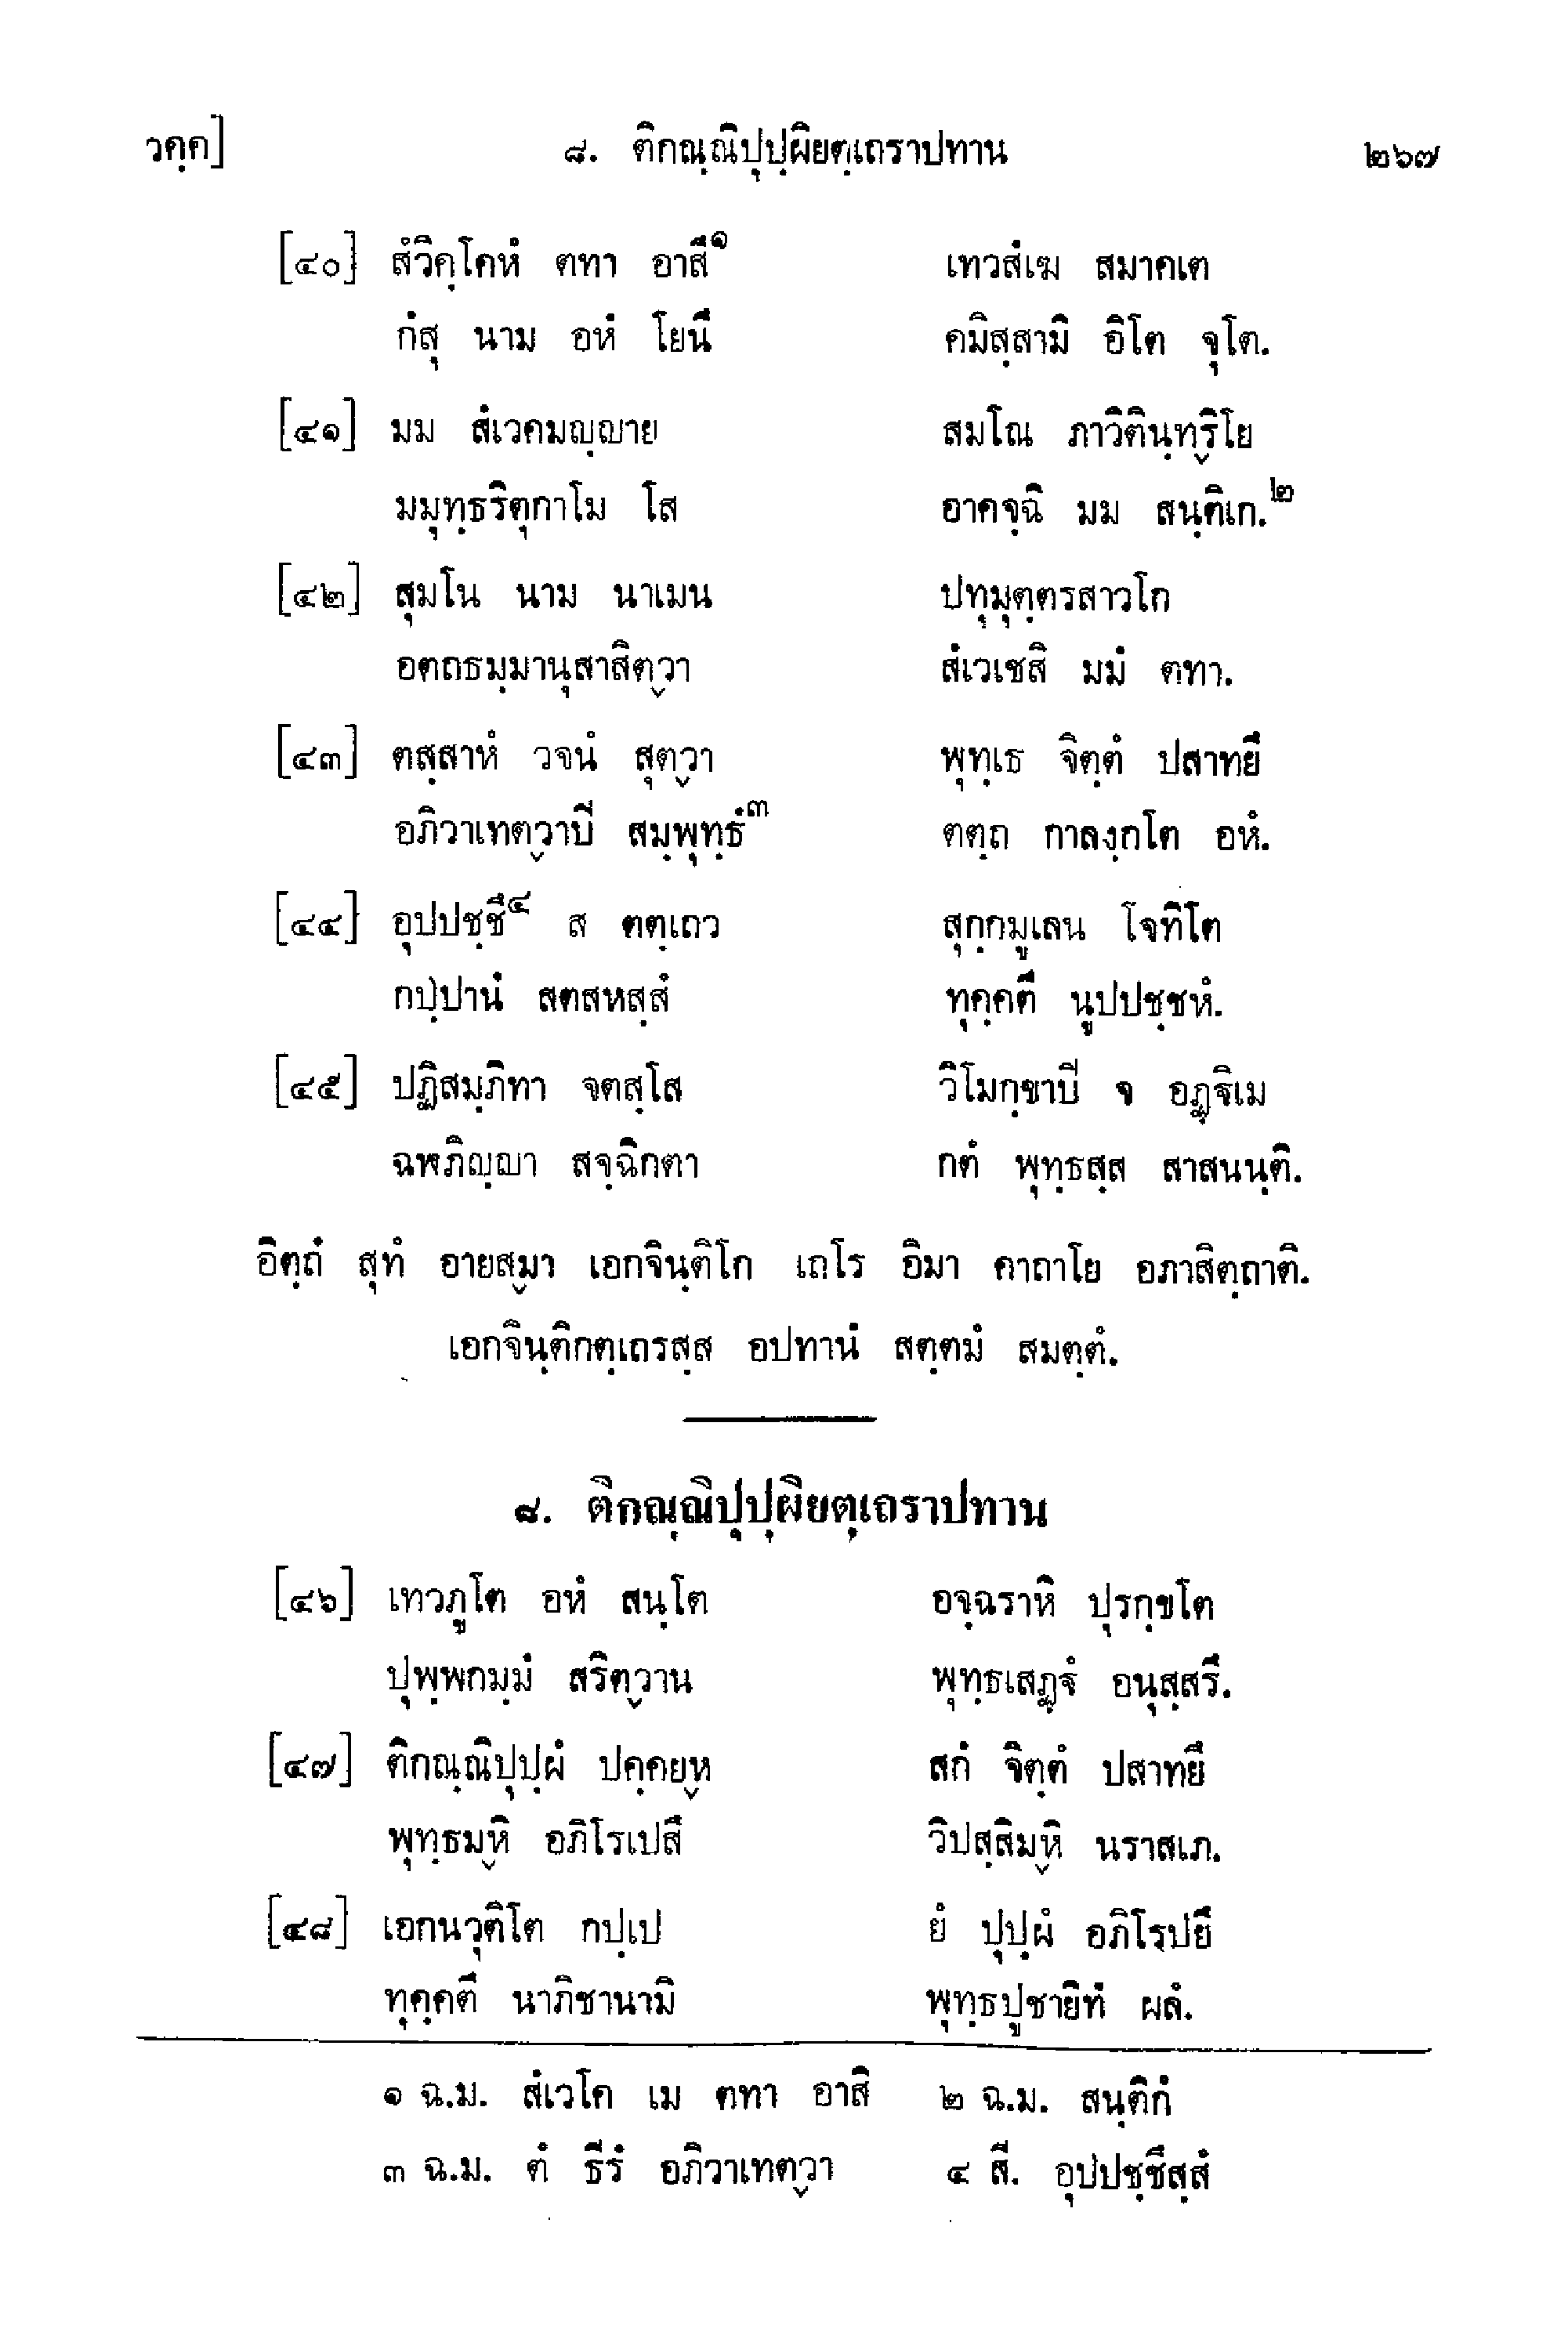 วคฺค] ๘. ติกณฺณิปุปฺผิยตฺเถราปทาน ๒๖๗
[๔๐] สํวิคฺโคหํ ตทา อาสึ๑ เทวสํเฆ สมาคเต
กํสุ นาม อหํ โยนึ คมิสฺสามิ อิโต จุโต.
[๔๑] มม สํเวคมญฺญาย สมโณ ภาวิตินฺทฺริโย
มมุทฺธริตุกาโม โส อาคจฺฉิ มม สนฺติเก.๒
[๔๒] สุมโน นาม นาเมน ปทุมุตฺตรสาวโก
อตถธมฺมานุสาสิตฺวา สํเวเชสิ มมํ ตทา.
[๔๓] ตสฺสาหํ วจนํ สุตฺวา พุทฺเธ จิตฺตํ ปสาทยึ
อภิวาเทตฺวาปี สมฺพุทฺธํ๓ ตตฺถ กาลงฺกโต อหํ.
[๔๔] อุปปชฺชึ๔ ส ตตฺเถว สุกฺกมูเลน โจทิโต
กปฺปานํ สตสหสฺสํ ทุคฺคตึ นูปปชฺชหํ.
[๔๕] ปฏิสมฺภิทา จตสฺโส วิโมกฺขาปี จ อฏฺฐิเม
ฉฬภิญฺญา สจฺฉิกตา กตํ พุทฺธสฺส สาสนนฺติ.
อิตฺถํ สุทํ อายสฺมา เอกจินฺติโก เถโร อิมา คาถาโย อภาสิตฺถาติ.
เอกจินฺติกตฺเถรสฺส อปทานํ สตฺตมํ สมตฺตํ.
๘. ติกณฺณิปุปฺผิยตฺเถราปทาน
[๔๖] เทวภูโต อหํ สนฺโต อจฺฉราหิ ปุรกฺขโต
ปุพฺพกมฺมํ สริตฺวาน พุทฺธเสฏฺฐํ อนุสฺสรึ.
[๔๗] ติกณฺณิปุปฺผํ ปคฺคยฺห สกํ จิตฺตํ ปสาทยึ
พุทฺธมฺหิ อภิโรเปสึ วิปสฺสิมฺหิ นราสเภ.
[๔๘] เอกนวุติโต กปฺเป ยํ ปุปฺผํ อภิโรปยึ
ทุคฺคตึ นาภิชานามิ พุทฺธปูชายิทํ ผลํ.
๑ ฉ.ม. สํเวโค เม ตทา อาสิ ๒ ฉ.ม. สนฺติกํ
๓ ฉ.ม. ตํ ธีรํ อภิวาเทตฺวา ๔ สี. อุปปชฺชึสฺสํ